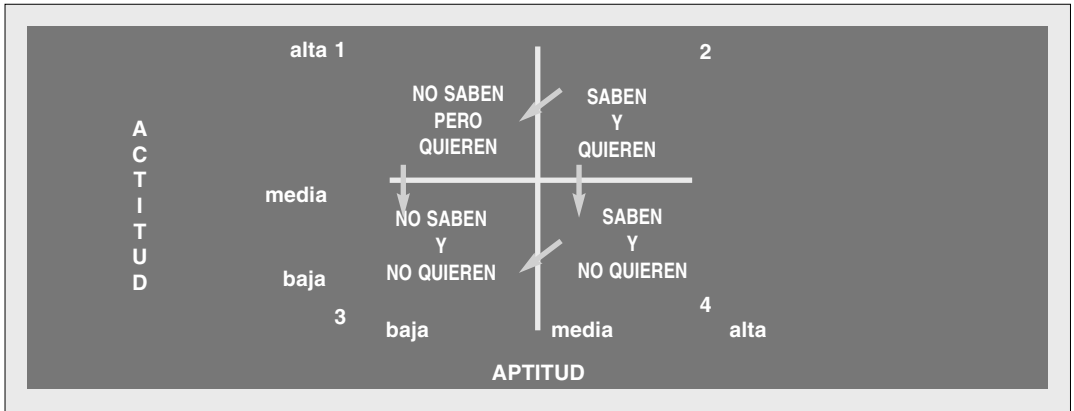 alta 1
2
NO SABEN
PERO
QUIEREN
SABEN
Y
QUIEREN
A
C
T
I
T
U
D
media
NO SABEN
Y
NO QUIEREN
SABEN
Y
NO QUIEREN
baja
3
4
baja
media
alta
APTITUD